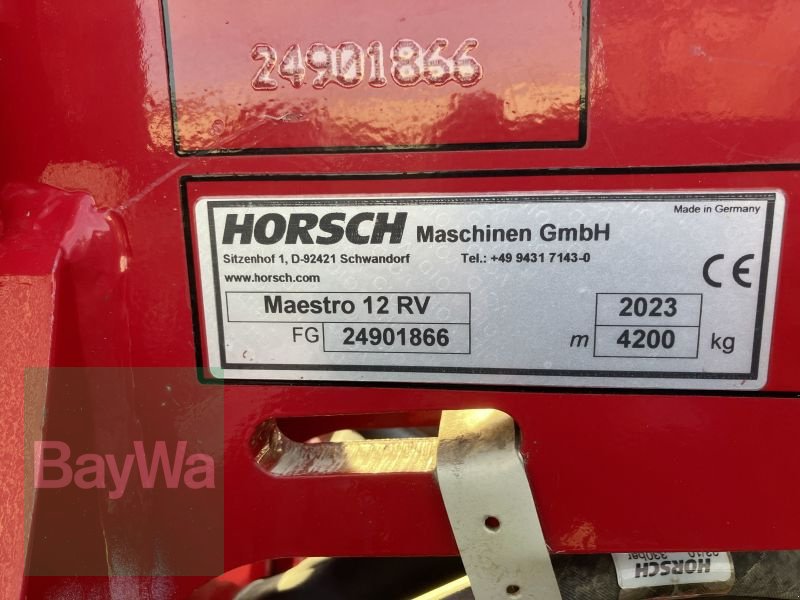 24901866
HORSCH Maschinen GmbH Made in Germany
Sitzenhof 1, D-92421 Schwandorf Tel.: +49 9431 7143-0
www.horsch.com
CE
Maestro 12 RV 2023
FG 24901866 m 4200 kg
BayWa
330bar
HORSCH